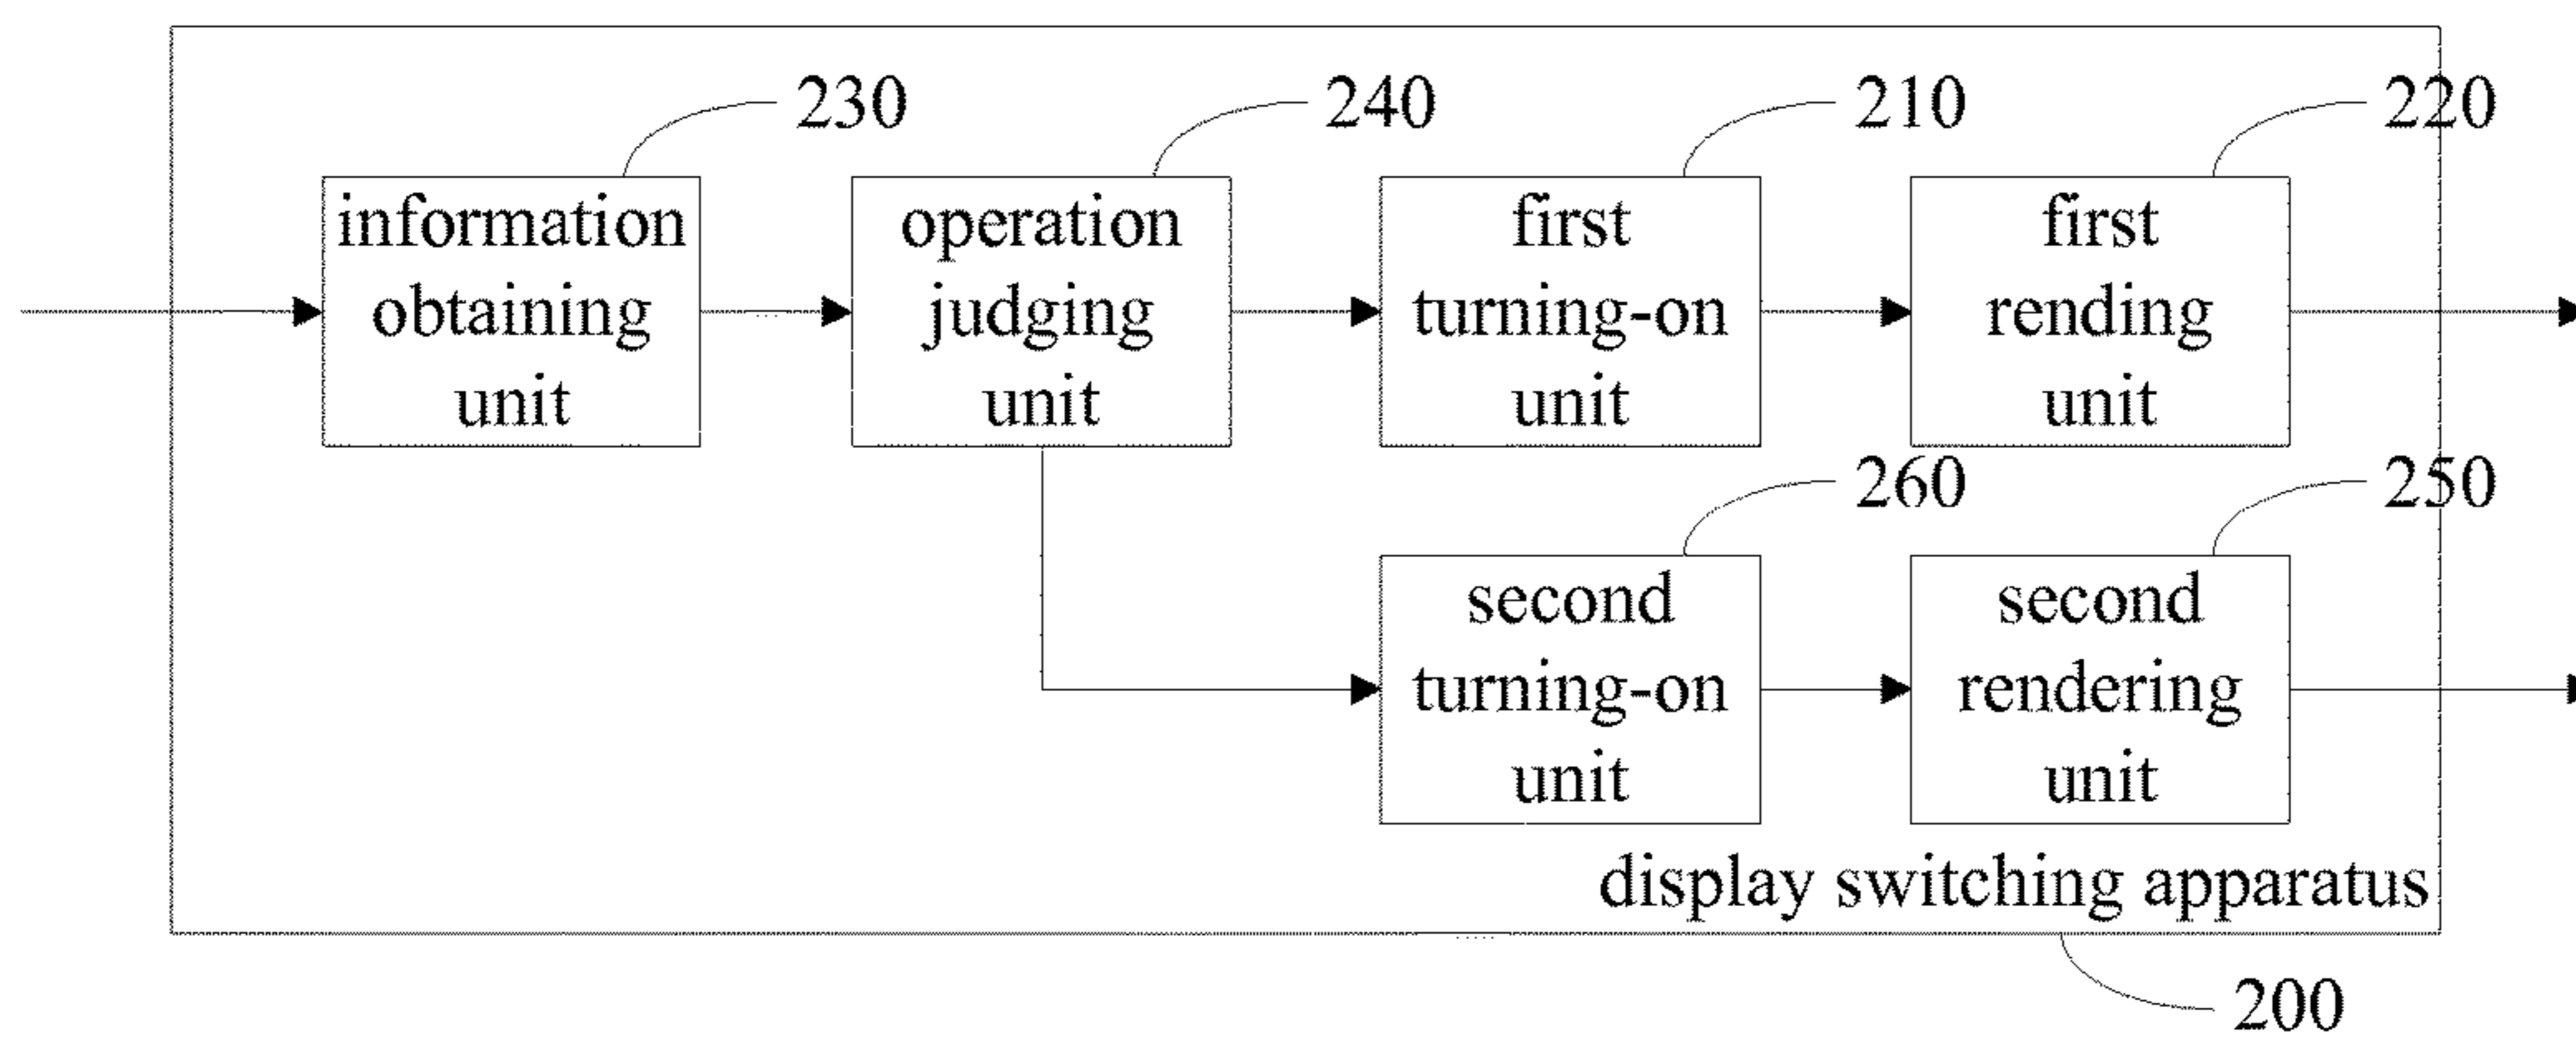 230
240
210
220
information
obtaining
unit
operation
judging
unit
first
turning-on
unit
first
rending
unit
260
250
second
turning-on
unit
second
rendering
unit
display switching apparatus
200